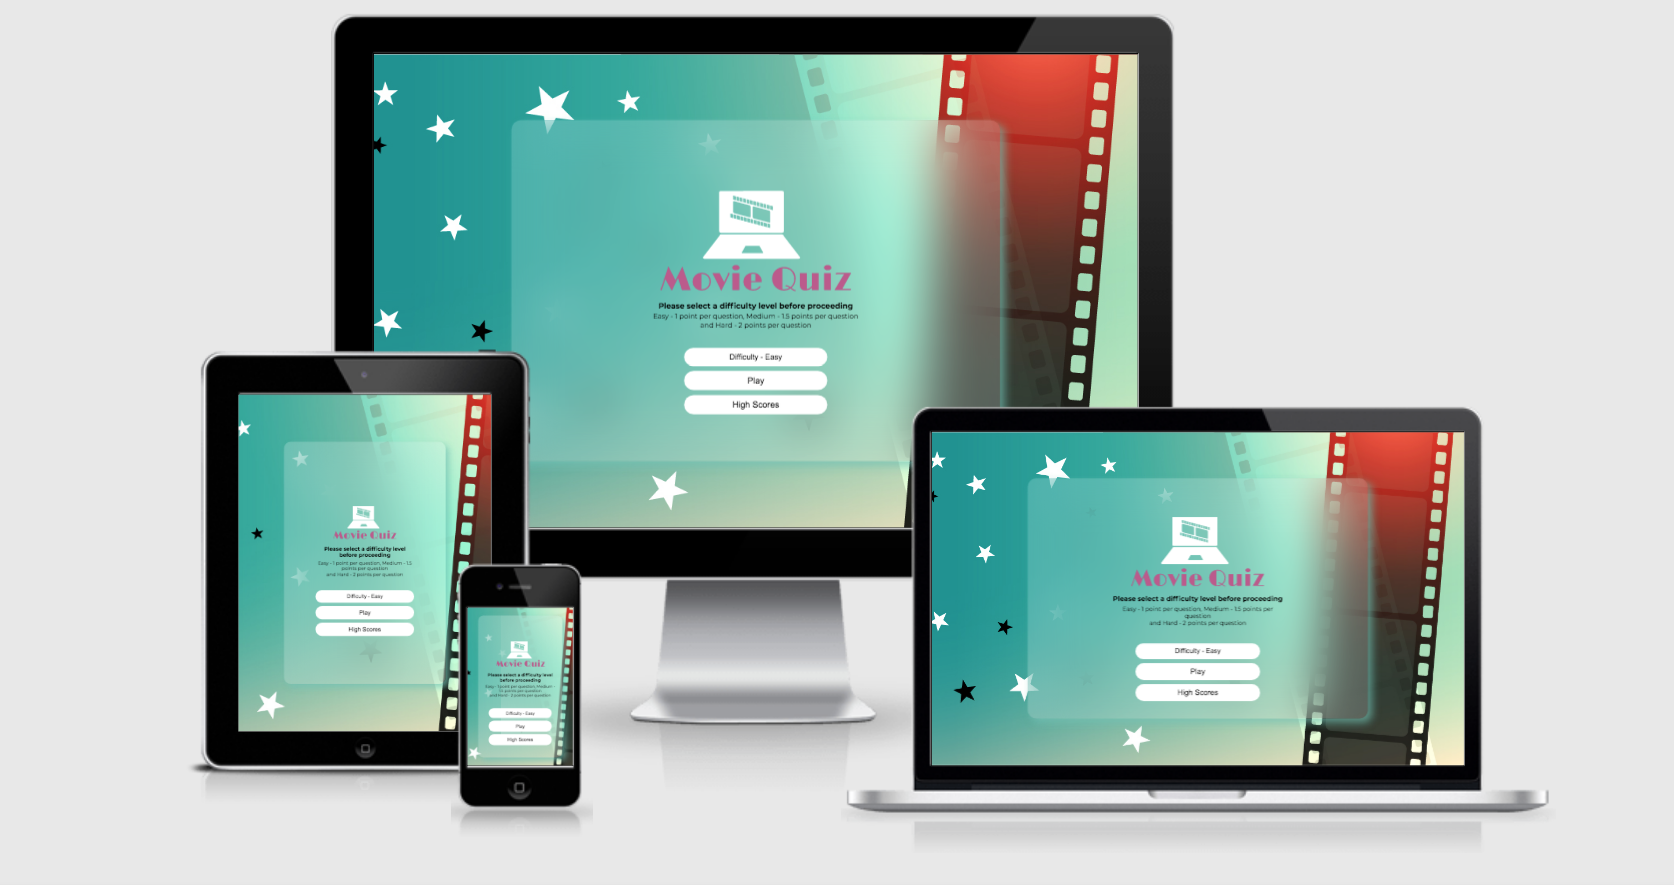 Movie Quiz
Please select a difficulty level before proceeding
Easy - 1 point per question, Medium - 1.5 points per question
and Hard - 2 points per question
Difficulty - Easy
Play
High Scores
Movie Quiz
Please select a difficulty level
before proceeding
Easy - 1 point per question, Medium - 1.5
points per question
and Hard - 2 points per question
Difficulty - Easy
Play
High Scores
Movie Quiz
Please select a difficulty level
before proceeding
Easy - 1 point per question, Medium -
1.5 points per question
and Hard - 2 points per question
Difficulty - Easy
Play
High Scores
Movie Quiz
Please select a difficulty level before proceeding
Easy - 1 point per question, Medium - 1.5 points per
question
and Hard - 2 points per question
Difficulty - Easy
Play
High Scores